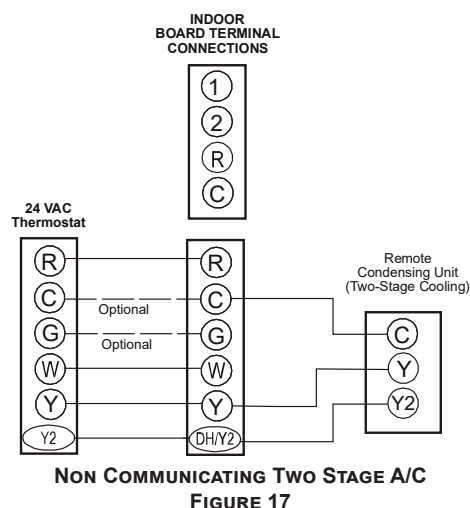 INDOOR
BOARD TERMINAL
CONNECTIONS
1
2
R
C
24 VAC
Thermostat
R
C
G
W
Y
Y2
Optional
Optional
R
C
G
W
Y
DH/Y2
Remote
Condensing Unit
(Two-Stage Cooling)
C
Y
Y2
NON COMMUNICATING TWO STAGE A/C
FIGURE 17